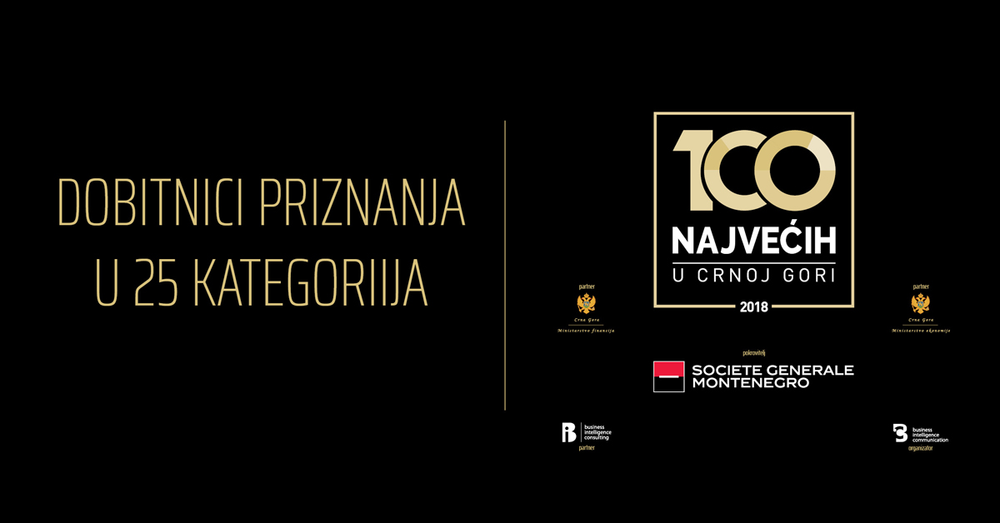 DOBITNICI PRIZNANJA
U 25 KATEGORIIJA
100
NAJVEĆIH
U CRNOJ GORI
2018
partner
Crna Gora
Ministarstvo finansija
partner
Crna Gora
Ministarstvo ekonomije
pokrovitelj
SOCIETE GENERALE
MONTENEGRO
business
intelligence
consulting
partner
business
intelligence
communication
organizator